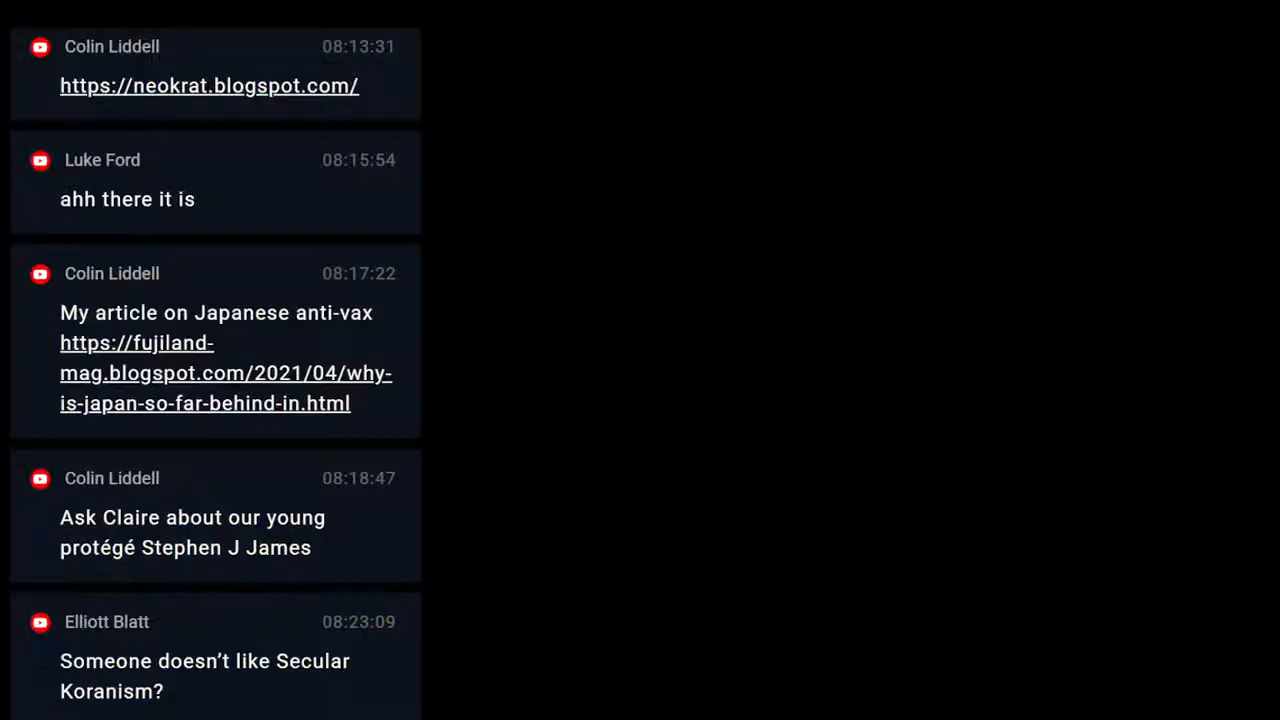 Colin Liddell 08:13:31
https://neokrat.blogspot.com/
Luke Ford 08:15:54
ahh there it is
Colin Liddell 08:17:22
My article on Japanese anti-vax
https://fujiland-
mag.blogspot.com/2021/04/why-
is-japan-so-far-behind-in.html
Colin Liddell 08:18:47
Ask Claire about our young
protégé Stephen J James
Elliott Blatt 08:23:09
Someone doesn’t like Secular
Koranism?